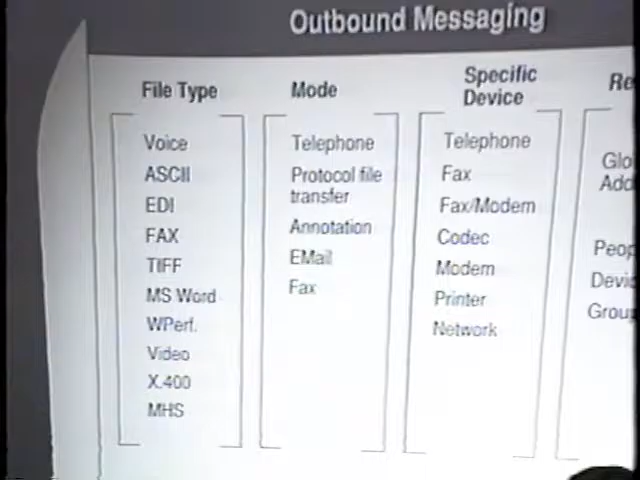 Outbound Messaging
File Type
Voice
ASCII
EDI
FAX
TIFF
MS Word
WPerf.
Video
X.400
MHS
Mode
Telephone
Protocol file
transfer
Annotation
EMail
Fax
Specific
Device
Telephone
Fax
Fax/Modem
Codec
Modem
Printer
Network